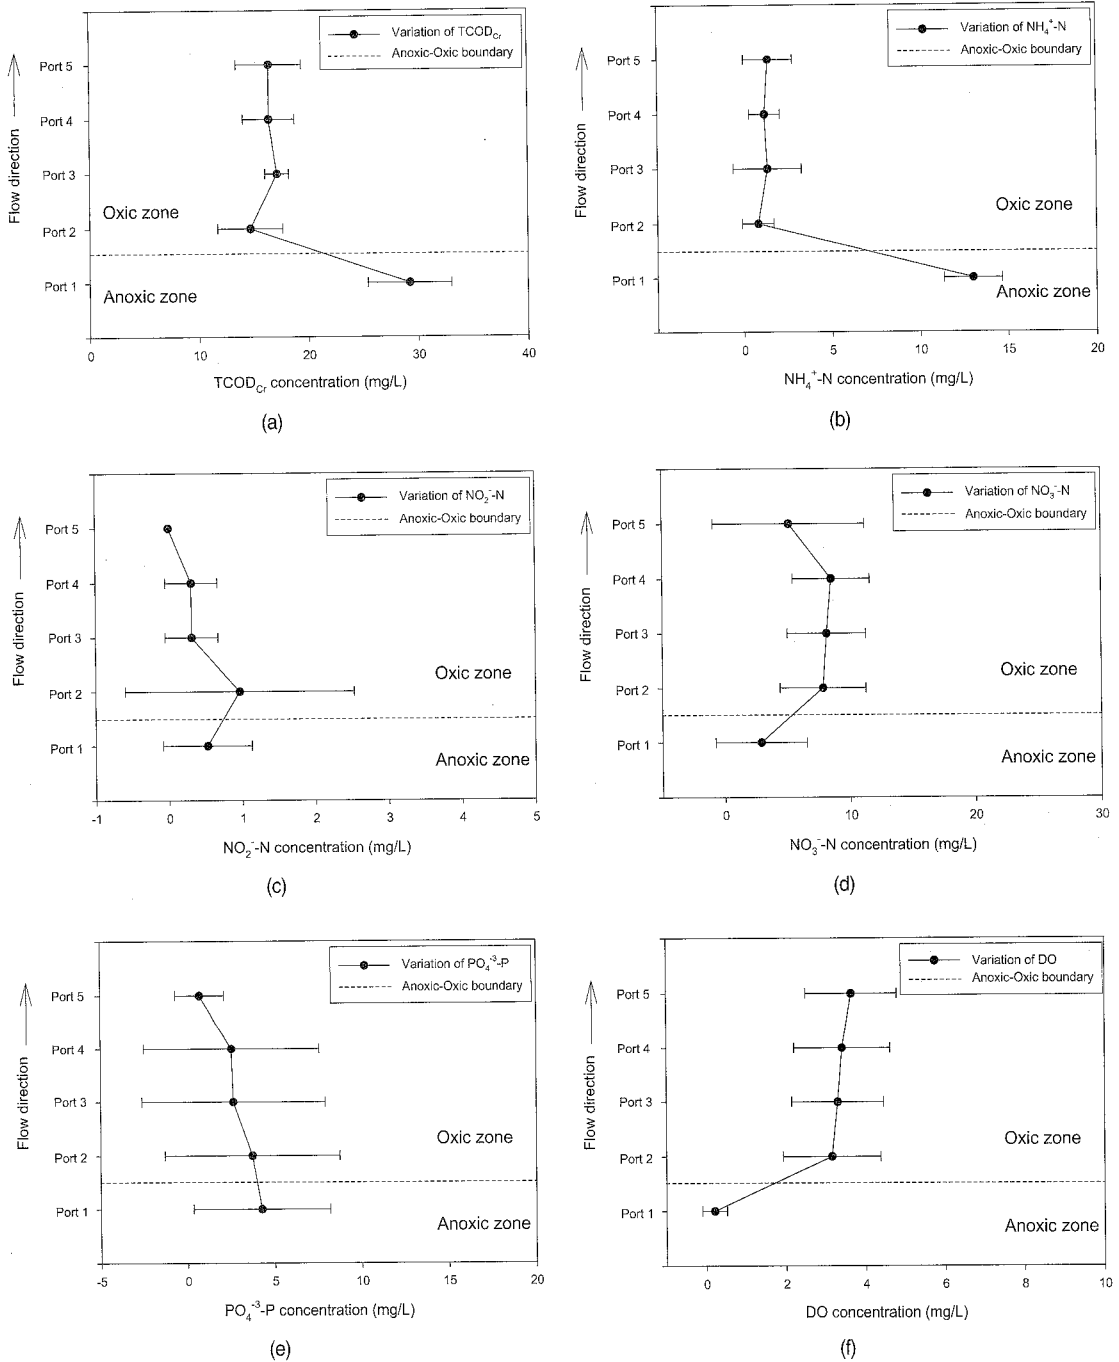 Variation of TCOD_Cr
Anoxic-Oxic boundary
Flow direction
Port 5
Port 4
Port 3
Port 2
Port 1
Oxic zone
Anoxic zone
0 10 20 30 40
TCOD_Cr concentration (mg/L)
(a)
Variation of NH₄⁺-N
Anoxic-Oxic boundary
Flow direction
Port 5
Port 4
Port 3
Port 2
Port 1
Oxic zone
Anoxic zone
0 5 10 15 20
NH₄⁺-N concentration (mg/L)
(b)
Variation of NO₂⁻-N
Anoxic-Oxic boundary
Flow direction
Port 5
Port 4
Port 3
Port 2
Port 1
Oxic zone
Anoxic zone
-1 0 1 2 3 4 5
NO₂⁻-N concentration (mg/L)
(c)
Variation of NO₃⁻-N
Anoxic-Oxic boundary
Flow direction
Port 5
Port 4
Port 3
Port 2
Port 1
Oxic zone
Anoxic zone
0 10 20 30
NO₃⁻-N concentration (mg/L)
(d)
Variation of PO₄⁻³-P
Anoxic-Oxic boundary
Flow direction
Port 5
Port 4
Port 3
Port 2
Port 1
Oxic zone
Anoxic zone
-5 0 5 10 15 20
PO₄⁻³-P concentration (mg/L)
(e)
Variation of DO
Anoxic-Oxic boundary
Flow direction
Port 5
Port 4
Port 3
Port 2
Port 1
Oxic zone
Anoxic zone
0 2 4 6 8 10
DO concentration (mg/L)
(f)